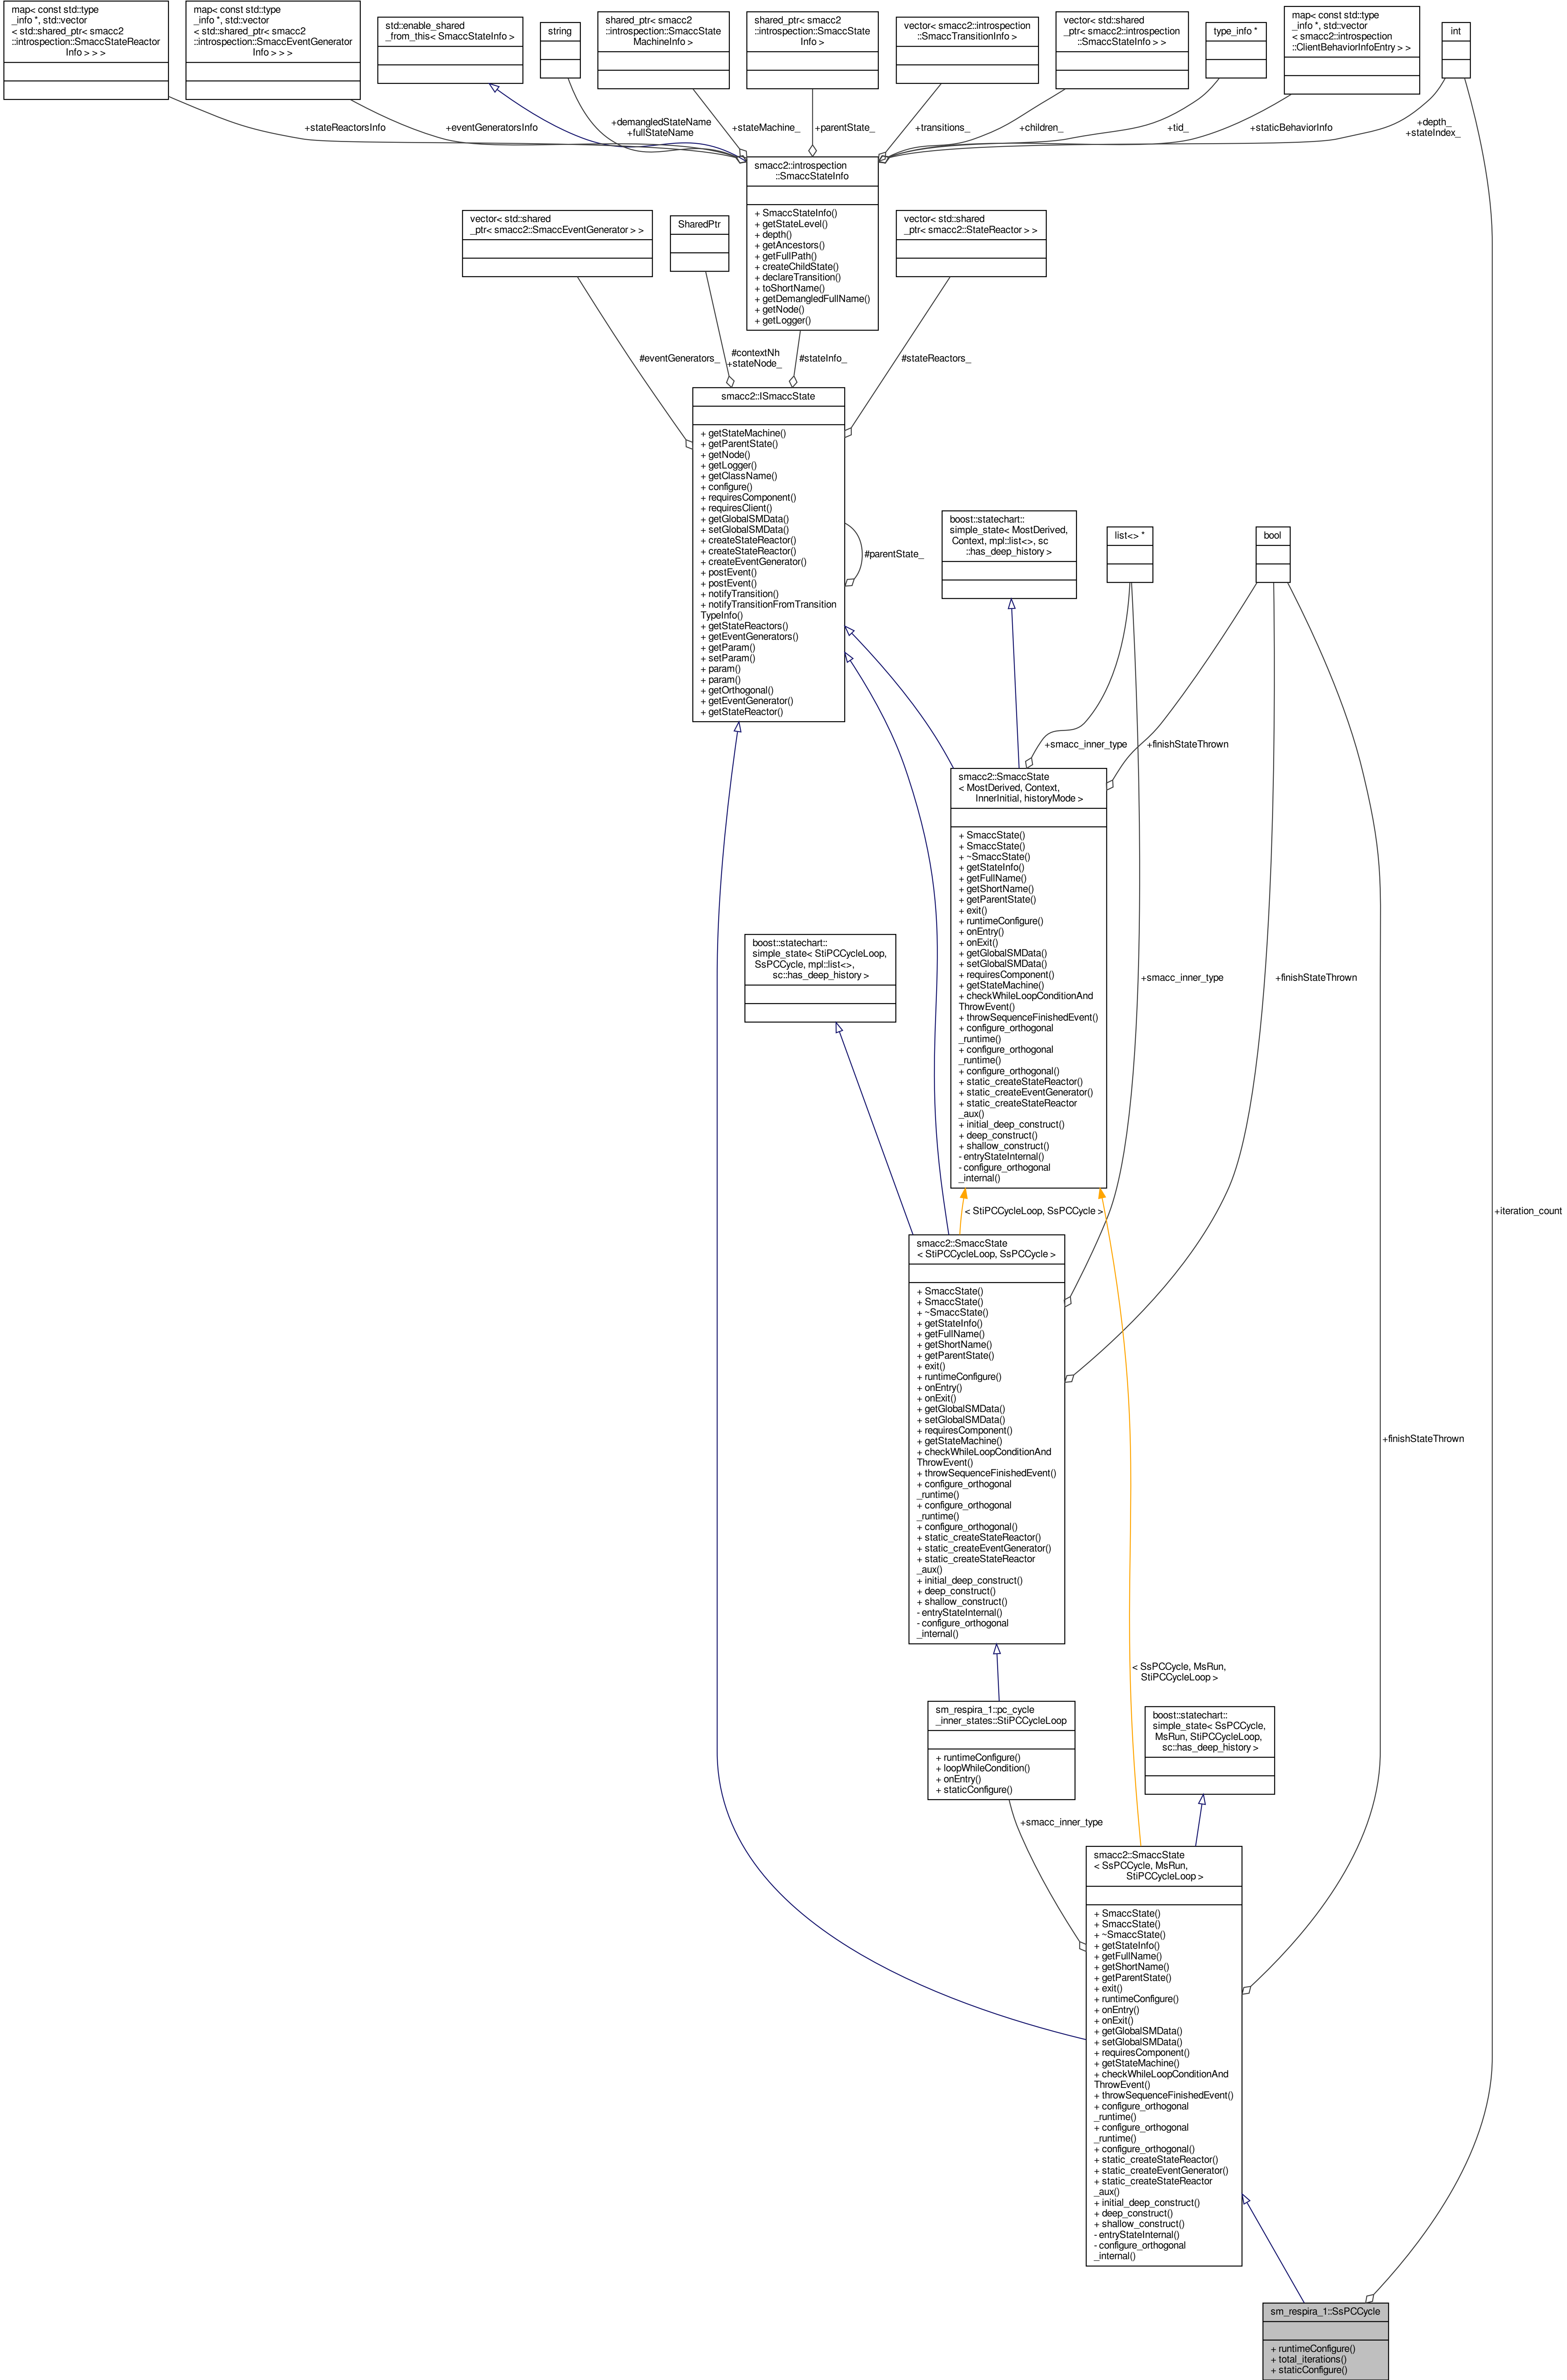 map< const std::type
_info *, std::vector
< std::shared_ptr< smacc2
::introspection::SmaccStateReactor
Info > > >
map< const std::type
_info *, std::vector
< std::shared_ptr< smacc2
::introspection::SmaccEventGenerator
Info > > >
std::enable_shared
_from_this< SmaccStateInfo >
string
shared_ptr< smacc2
::introspection::SmaccState
MachineInfo >
shared_ptr< smacc2
::introspection::SmaccState
Info >
vector< smacc2::introspection
::SmaccTransitionInfo >
vector< std::shared
_ptr< smacc2::introspection
::SmaccStateInfo > >
type_info *
map< const std::type
_info *, std::vector
< smacc2::introspection
::ClientBehaviorInfoEntry > >
int
+stateReactorsInfo
+eventGeneratorsInfo
+demangledStateName
+fullStateName
+stateMachine_
+parentState_
+transitions_
+children_
+tid_
+staticBehaviorInfo
+depth_
+stateIndex_
smacc2::introspection
::SmaccStateInfo
+ SmaccStateInfo()
+ getStateLevel()
+ depth()
+ getAncestors()
+ getFullPath()
+ createChildState()
+ declareTransition()
+ toShortName()
+ getDemangledFullName()
+ getNode()
+ getLogger()
vector< std::shared
_ptr< smacc2::SmaccEventGenerator > >
SharedPtr
vector< std::shared
_ptr< smacc2::StateReactor > >
#eventGenerators_
#contextNh
+stateNode_
#stateInfo_
#stateReactors_
smacc2::ISmaccState
+ getStateMachine()
+ getParentState()
+ getNode()
+ getLogger()
+ getClassName()
+ configure()
+ requiresComponent()
+ requiresClient()
+ getGlobalSMData()
+ setGlobalSMData()
+ createStateReactor()
+ createStateReactor()
+ createEventGenerator()
+ postEvent()
+ postEvent()
+ notifyTransition()
+ notifyTransitionFromTransition
TypeInfo()
+ getStateReactors()
+ getEventGenerators()
+ getParam()
+ setParam()
+ param()
+ param()
+ getOrthogonal()
+ getEventGenerator()
+ getStateReactor()
#parentState_
boost::statechart::
simple_state< MostDerived,
Context, mpl::list<>, sc
::has_deep_history >
list<> *
bool
+smacc_inner_type
+finishStateThrown
smacc2::SmaccState
< MostDerived, Context,
InnerInitial, historyMode >
+ SmaccState()
+ SmaccState()
+ ~SmaccState()
+ getStateInfo()
+ getFullName()
+ getShortName()
+ getParentState()
+ exit()
+ runtimeConfigure()
+ onEntry()
+ onExit()
+ getGlobalSMData()
+ setGlobalSMData()
+ requiresComponent()
+ getStateMachine()
+ checkWhileLoopConditionAnd
ThrowEvent()
+ throwSequenceFinishedEvent()
+ configure_orthogonal
_runtime()
+ configure_orthogonal
_runtime()
+ configure_orthogonal()
+ static_createStateReactor()
+ static_createEventGenerator()
+ static_createStateReactor
_aux()
+ initial_deep_construct()
+ deep_construct()
+ shallow_construct()
- entryStateInternal()
- configure_orthogonal
_internal()
boost::statechart::
simple_state< StiPCCycleLoop,
SsPCCycle, mpl::list<>,
sc::has_deep_history >
+smacc_inner_type
+finishStateThrown
< StiPCCycleLoop, SsPCCycle >
+iteration_count
smacc2::SmaccState
< StiPCCycleLoop, SsPCCycle >
+ SmaccState()
+ SmaccState()
+ ~SmaccState()
+ getStateInfo()
+ getFullName()
+ getShortName()
+ getParentState()
+ exit()
+ runtimeConfigure()
+ onEntry()
+ onExit()
+ getGlobalSMData()
+ setGlobalSMData()
+ requiresComponent()
+ getStateMachine()
+ checkWhileLoopConditionAnd
ThrowEvent()
+ throwSequenceFinishedEvent()
+ configure_orthogonal
_runtime()
+ configure_orthogonal
_runtime()
+ configure_orthogonal()
+ static_createStateReactor()
+ static_createEventGenerator()
+ static_createStateReactor
_aux()
+ initial_deep_construct()
+ deep_construct()
+ shallow_construct()
- entryStateInternal()
- configure_orthogonal
_internal()
+finishStateThrown
< SsPCCycle, MsRun,
StiPCCycleLoop >
sm_respira_1::pc_cycle
_inner_states::StiPCCycleLoop
+ runtimeConfigure()
+ loopWhileCondition()
+ onEntry()
+ staticConfigure()
boost::statechart::
simple_state< SsPCCycle,
MsRun, StiPCCycleLoop,
sc::has_deep_history >
+smacc_inner_type
smacc2::SmaccState
< SsPCCycle, MsRun,
StiPCCycleLoop >
+ SmaccState()
+ SmaccState()
+ ~SmaccState()
+ getStateInfo()
+ getFullName()
+ getShortName()
+ getParentState()
+ exit()
+ runtimeConfigure()
+ onEntry()
+ onExit()
+ getGlobalSMData()
+ setGlobalSMData()
+ requiresComponent()
+ getStateMachine()
+ checkWhileLoopConditionAnd
ThrowEvent()
+ throwSequenceFinishedEvent()
+ configure_orthogonal
_runtime()
+ configure_orthogonal
_runtime()
+ configure_orthogonal()
+ static_createStateReactor()
+ static_createEventGenerator()
+ static_createStateReactor
_aux()
+ initial_deep_construct()
+ deep_construct()
+ shallow_construct()
- entryStateInternal()
- configure_orthogonal
_internal()
sm_respira_1::SsPCCycle
+ runtimeConfigure()
+ total_iterations()
+ staticConfigure()